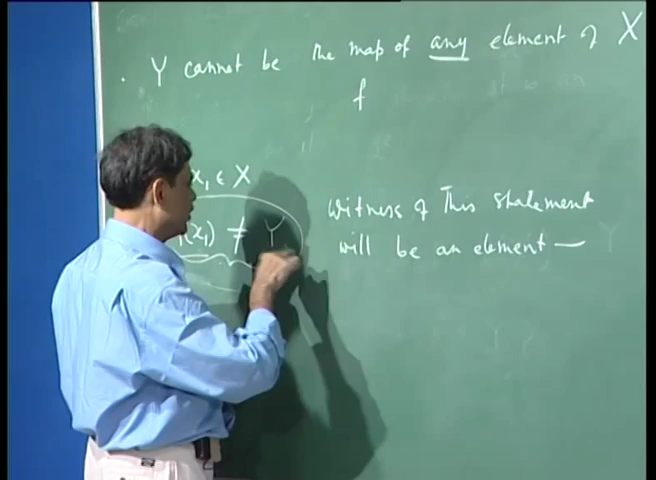 . Y cannot be the map of any element of X
f
x₁ ∈ X
(x₁) ≠ Y
Witness of This statement
will be an element —